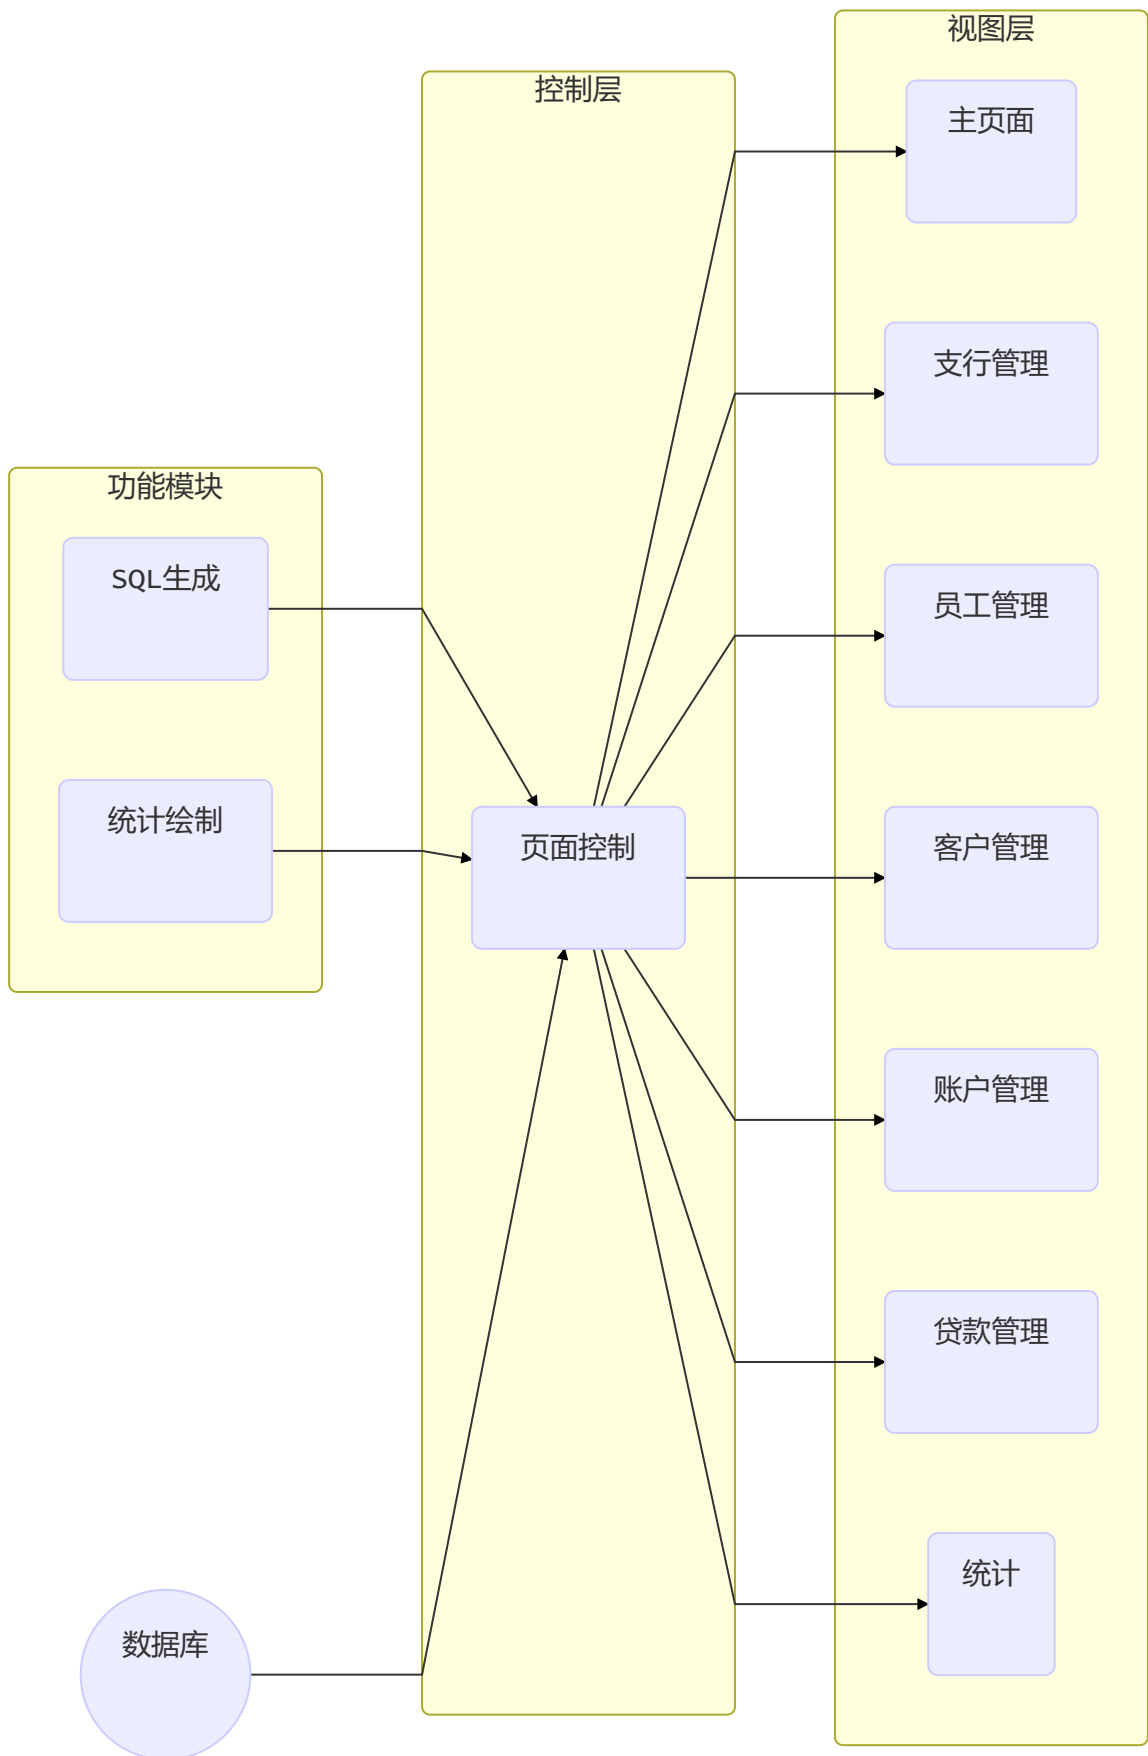 功能模块
SQL生成
统计绘制
数据库
控制层
页面控制
视图层
主页面
支行管理
员工管理
客户管理
账户管理
贷款管理
统计